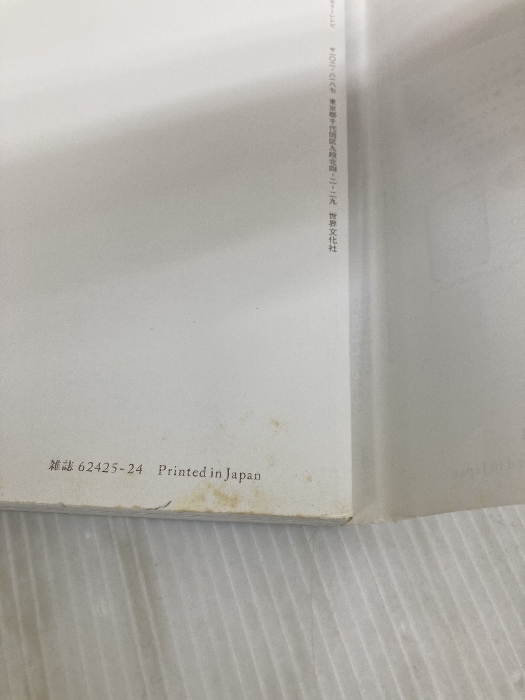 〒一〇二-八一八七 東京都千代田区九段北四-二-二九 世界文化社
雑誌 62425-24 Printed in Japan